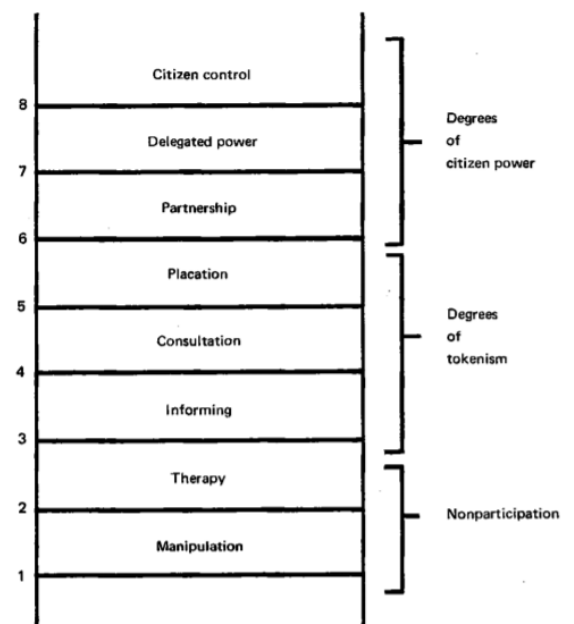 Citizen control
8
Degrees
of
citizen power
Delegated power
7
Partnership
6
Placation
5
Degrees
of
tokenism
Consultation
4
Informing
3
Therapy
2
Nonparticipation
Manipulation
1